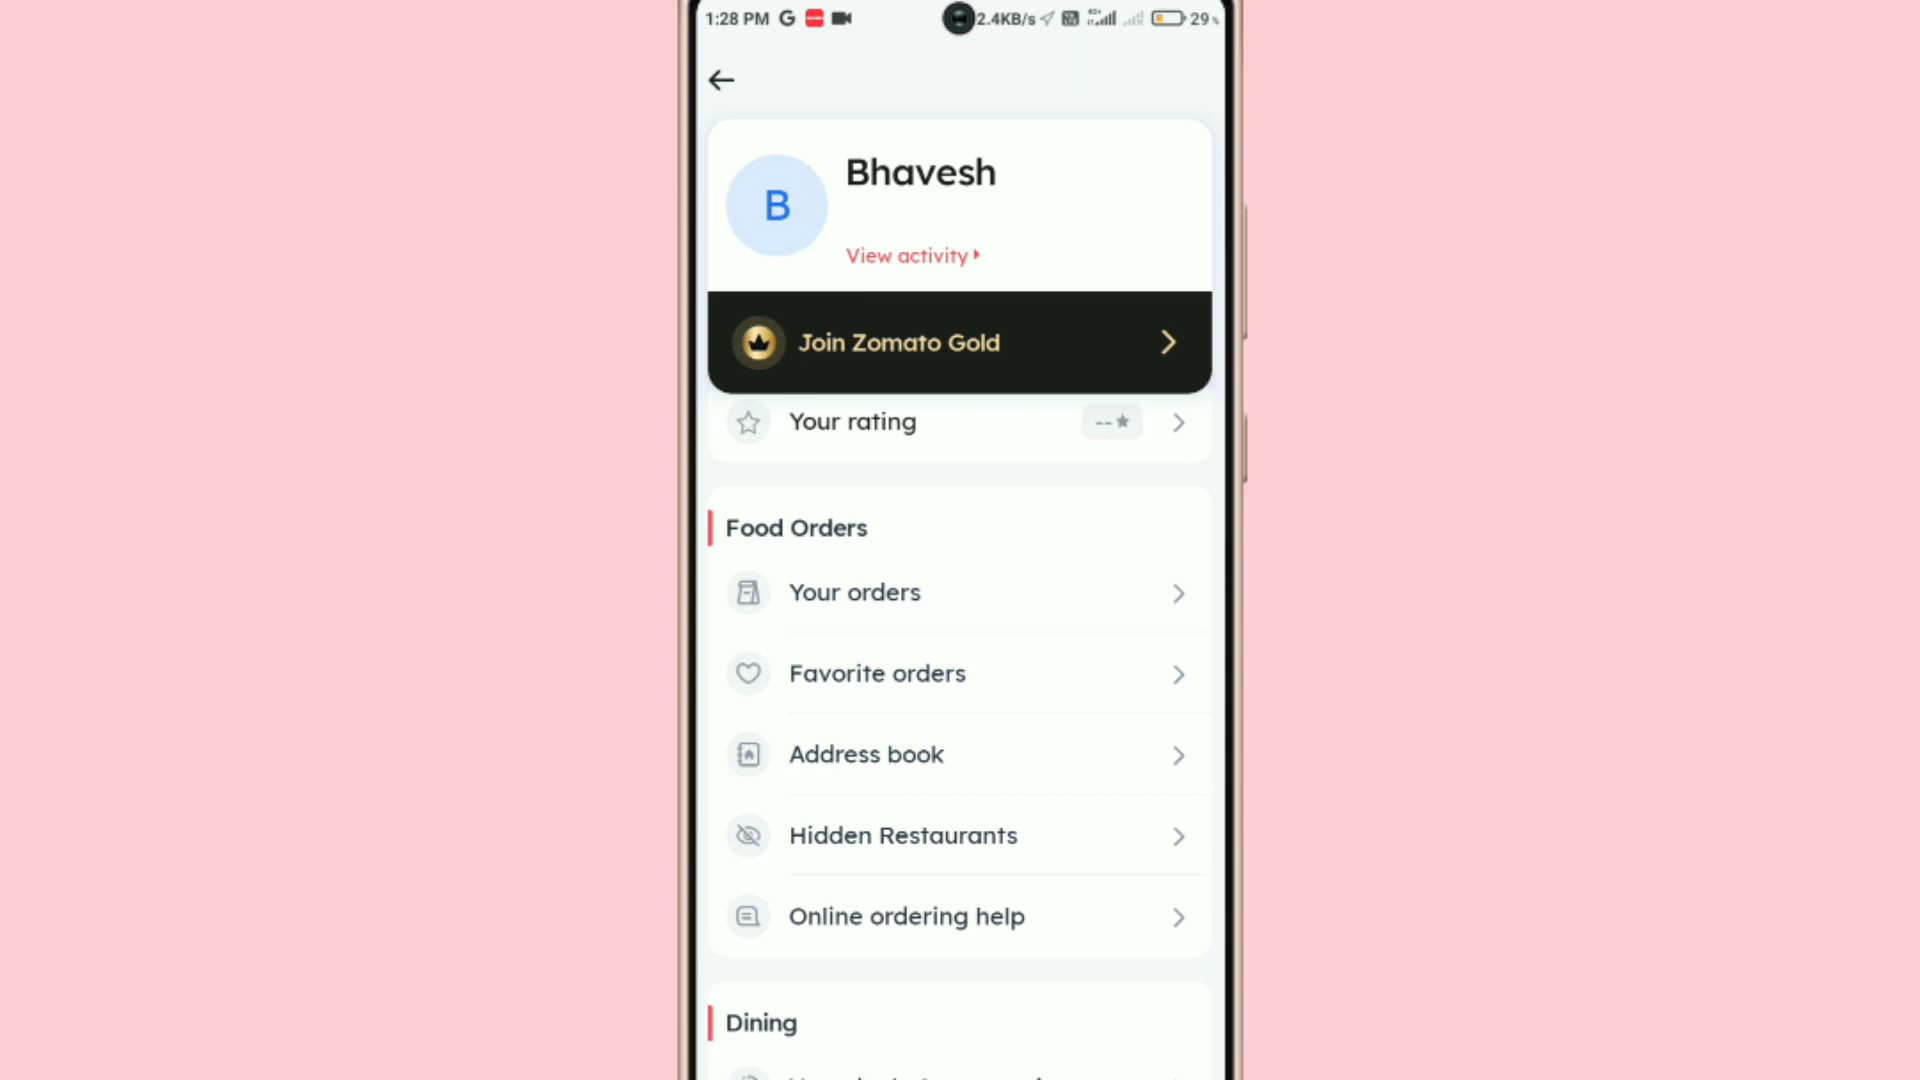 1:28 PM G 2.4KB/s 29
B
Bhavesh
View activity
Join Zomato Gold
Your rating --★
Food Orders
Your orders
Favorite orders
Address book
Hidden Restaurants
Online ordering help
Dining